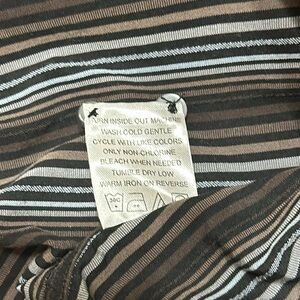 TURN INSIDE OUT MACHINE
WASH COLD GENTLE
CYCLE WITH LIKE COLORS
ONLY NON-CHLORINE
BLEACH WHEN NEEDED
TUMBLE DRY LOW
WARM IRON ON REVERSE
30C